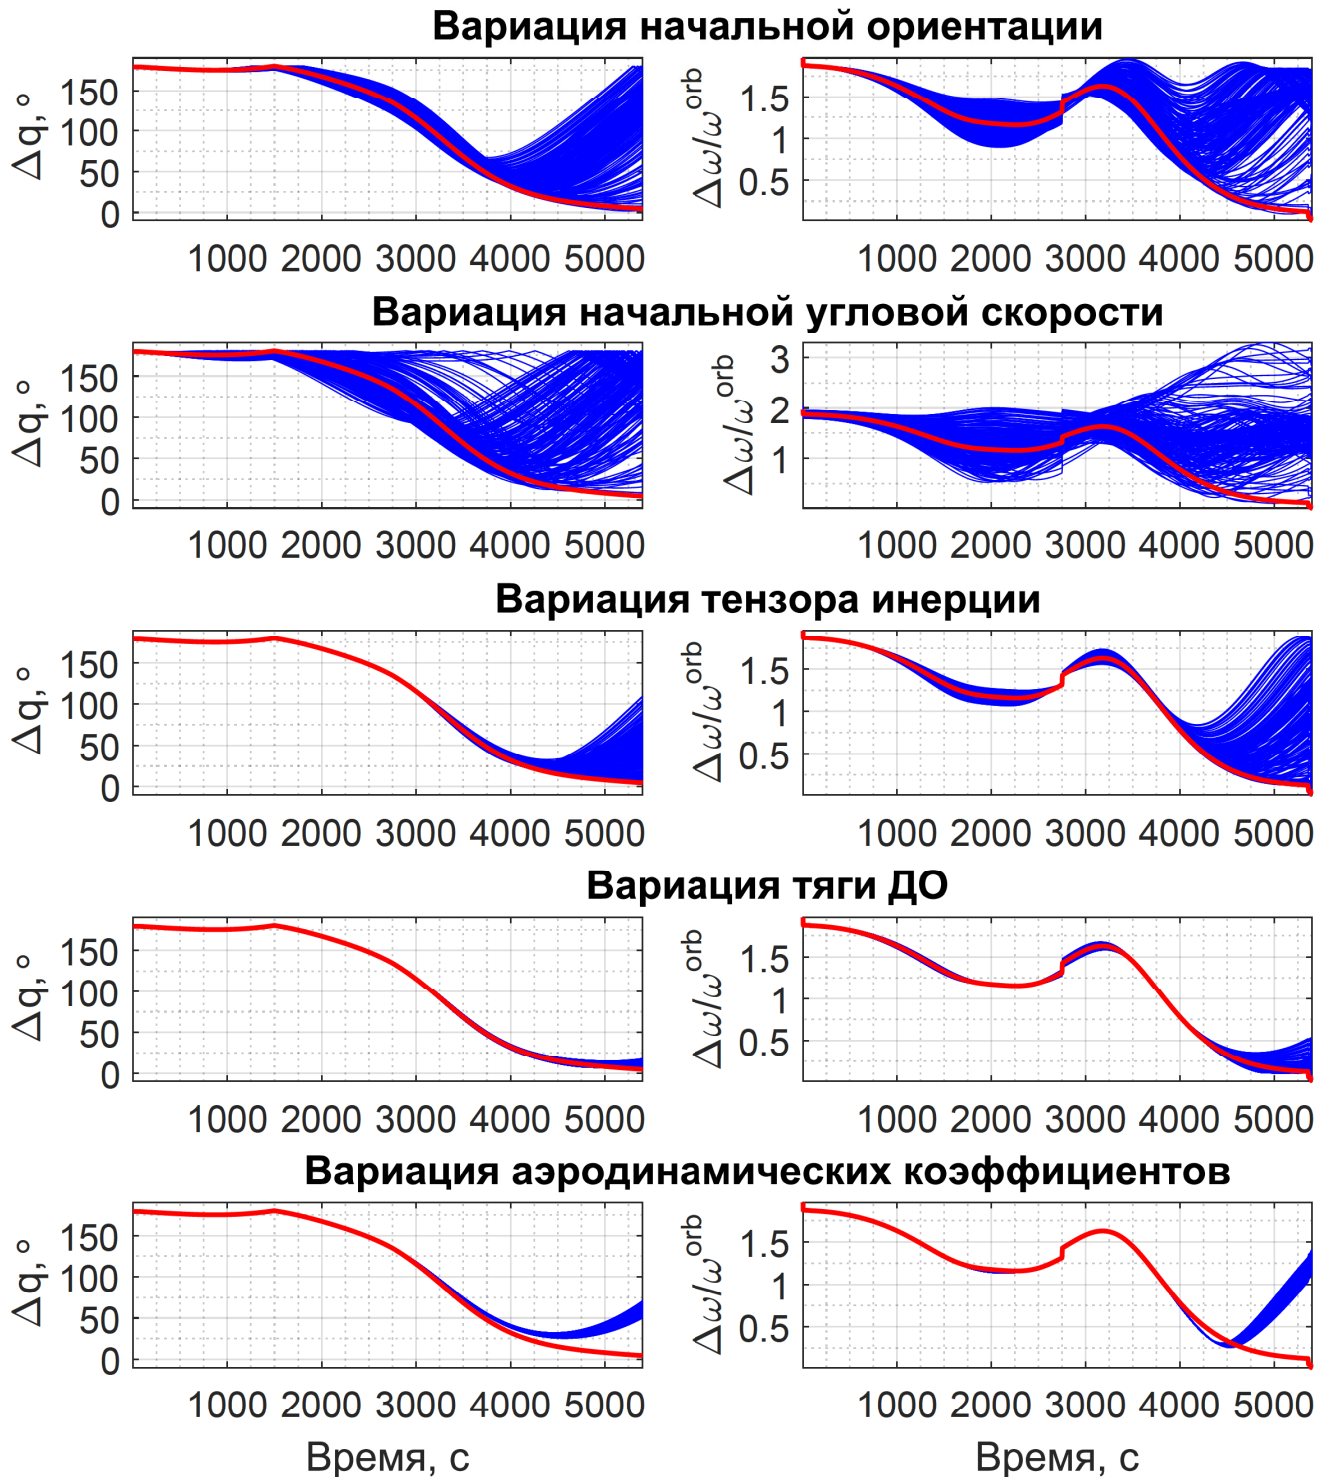 Вариация начальной ориентации
Δq,° 150 100 50 0
1000 2000 3000 4000 5000
Δω/ω^orb 1.5 1 0.5
1000 2000 3000 4000 5000
Вариация начальной угловой скорости
Δq,° 150 100 50 0
1000 2000 3000 4000 5000
Δω/ω^orb 3 2 1
1000 2000 3000 4000 5000
Вариация тензора инерции
Δq,° 150 100 50 0
1000 2000 3000 4000 5000
Δω/ω^orb 1.5 1 0.5
1000 2000 3000 4000 5000
Вариация тяги ДО
Δq,° 150 100 50 0
1000 2000 3000 4000 5000
Δω/ω^orb 1.5 1 0.5
1000 2000 3000 4000 5000
Вариация аэродинамических коэффициентов
Δq,° 150 100 50 0
1000 2000 3000 4000 5000
Время, с
Δω/ω^orb 1.5 1 0.5
1000 2000 3000 4000 5000
Время, с